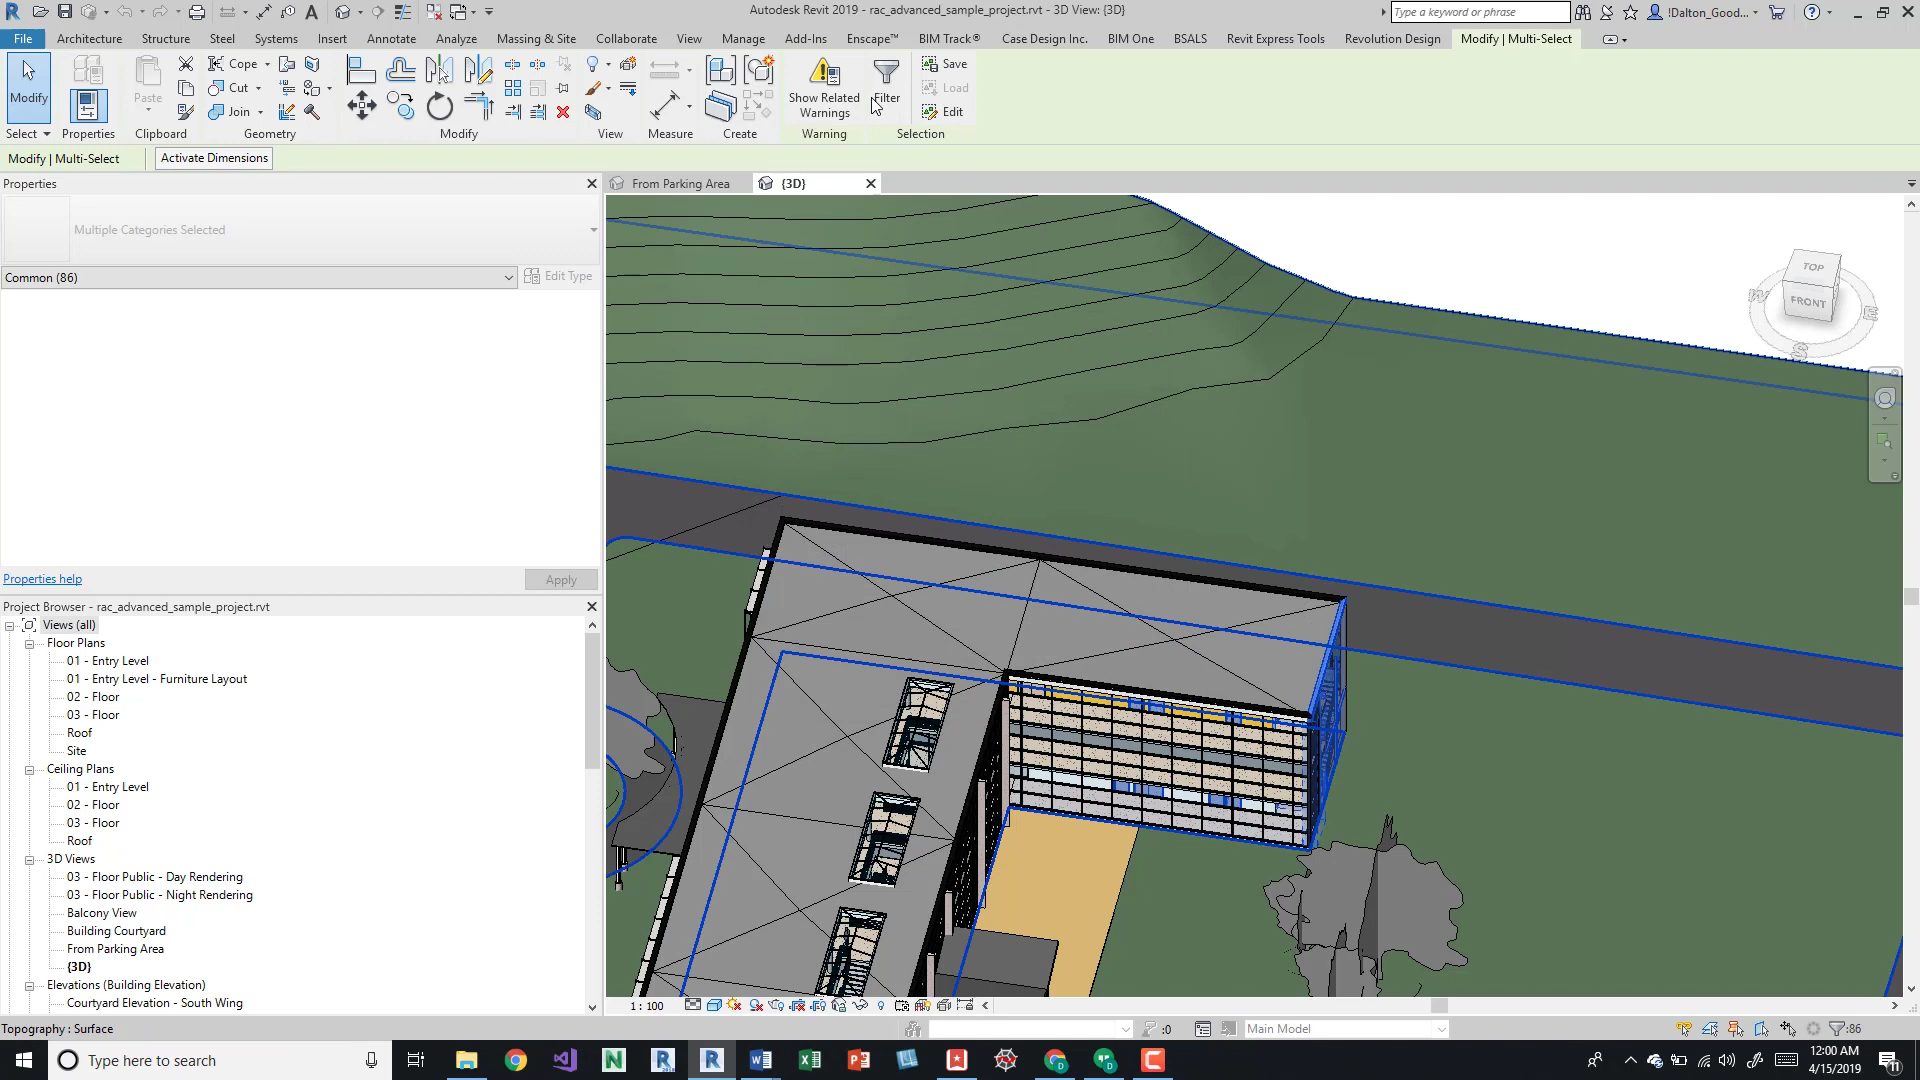 Autodesk Revit 2019 - rac_advanced_sample_project.rvt - 3D View: {3D}
Type a keyword or phrase
!Dalton_Good...
File Architecture Structure Steel Systems Insert Annotate Analyze Massing & Site Collaborate View Manage Add-Ins Enscape™ BIM Track® Case Design Inc. BIM One BSALS Revit Express Tools Revolution Design Modify | Multi-Select
Modify
Paste
Cope
Cut
Join
Show Related
Warnings
Filter
Save
Load
Edit
Select Properties Clipboard Geometry Modify View Measure Create Warning Selection
Modify | Multi-Select Activate Dimensions
Properties
Multiple Categories Selected
Common (86)
Edit Type
Properties help
Apply
From Parking Area
{3D}
TOP
FRONT
W
S
E
Project Browser - rac_advanced_sample_project.rvt
Views (all)
Floor Plans
01 - Entry Level
01 - Entry Level - Furniture Layout
02 - Floor
03 - Floor
Roof
Site
Ceiling Plans
01 - Entry Level
02 - Floor
03 - Floor
Roof
3D Views
03 - Floor Public - Day Rendering
03 - Floor Public - Night Rendering
Balcony View
Building Courtyard
From Parking Area
{3D}
Elevations (Building Elevation)
Courtyard Elevation - South Wing
1 : 100
Topography : Surface
:0
Main Model
:86
Type here to search
12:00 AM
4/15/2019
11